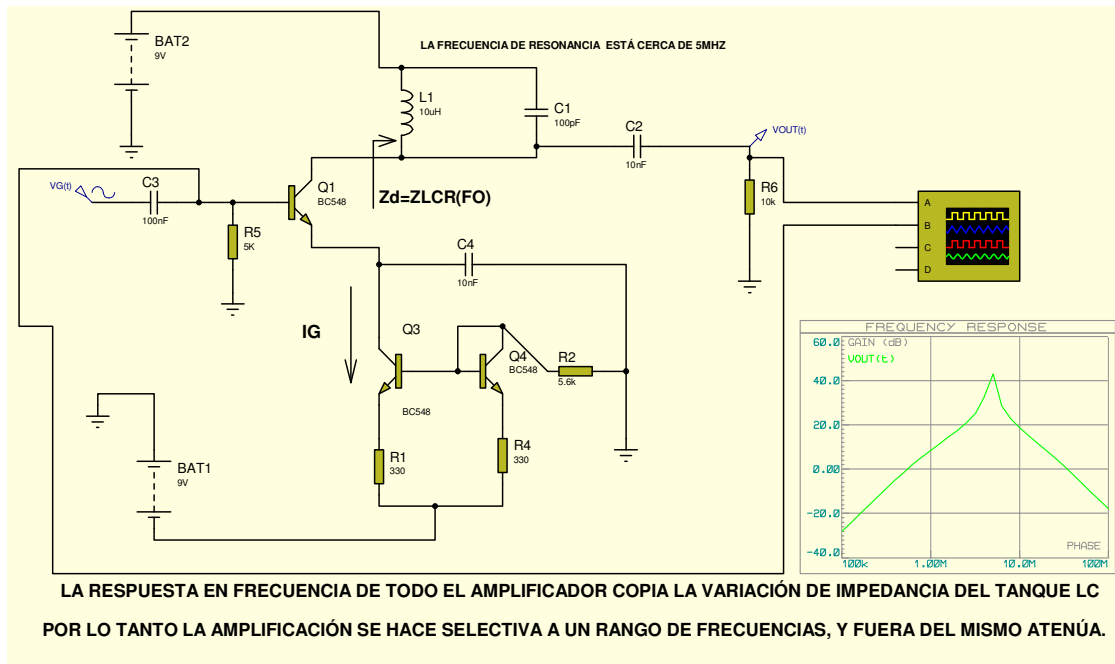 BAT2
9V
LA FRECUENCIA DE RESONANCIA ESTÁ CERCA DE 5MHZ
L1
10uH
C1
100pF
C2
10nF
VOUT(t)
VG(t)
C3
100nF
Q1
BC548
Zd=ZLCR(FO)
R6
10k
A
B
C
D
R5
5K
C4
10nF
IG
Q3
BC548
Q4
BC548
R2
5.6k
R1
330
R4
330
BAT1
9V
FREQUENCY RESPONSE
GAIN (dB)
VOUT(t)
60.0
40.0
20.0
0.00
-20.0
-40.0
PHASE
100k 1.00M 10.0M 100M
LA RESPUESTA EN FRECUENCIA DE TODO EL AMPLIFICADOR COPIA LA VARIACIÓN DE IMPEDANCIA DEL TANQUE LC
POR LO TANTO LA AMPLIFICACIÓN SE HACE SELECTIVA A UN RANGO DE FRECUENCIAS, Y FUERA DEL MISMO ATENÚA.